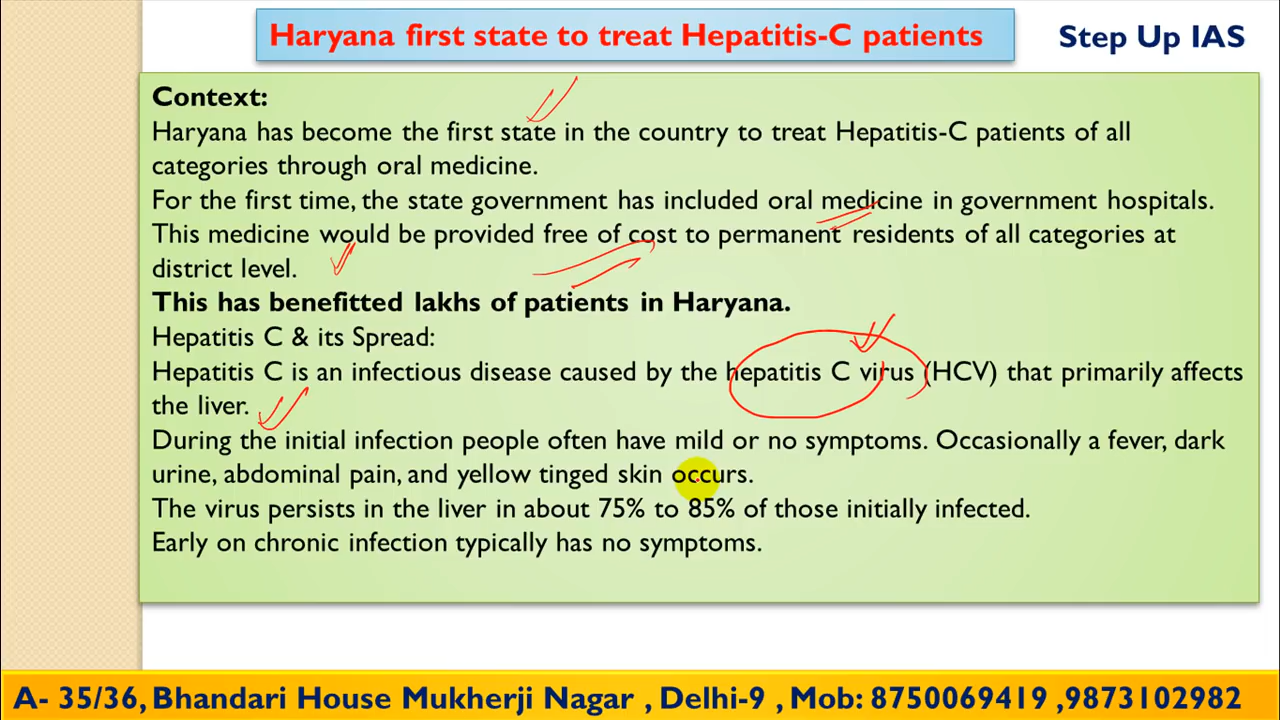 Haryana first state to treat Hepatitis-C patients
Step Up IAS
Context:
Haryana has become the first state in the country to treat Hepatitis-C patients of all
categories through oral medicine.
For the first time, the state government has included oral medicine in government hospitals.
This medicine would be provided free of cost to permanent residents of all categories at
district level.
This has benefitted lakhs of patients in Haryana.
Hepatitis C & its Spread:
Hepatitis C is an infectious disease caused by the hepatitis C virus (HCV) that primarily affects
the liver.
During the initial infection people often have mild or no symptoms. Occasionally a fever, dark
urine, abdominal pain, and yellow tinged skin occurs.
The virus persists in the liver in about 75% to 85% of those initially infected.
Early on chronic infection typically has no symptoms.
A- 35/36, Bhandari House Mukherji Nagar , Delhi-9 , Mob: 8750069419 ,9873102982